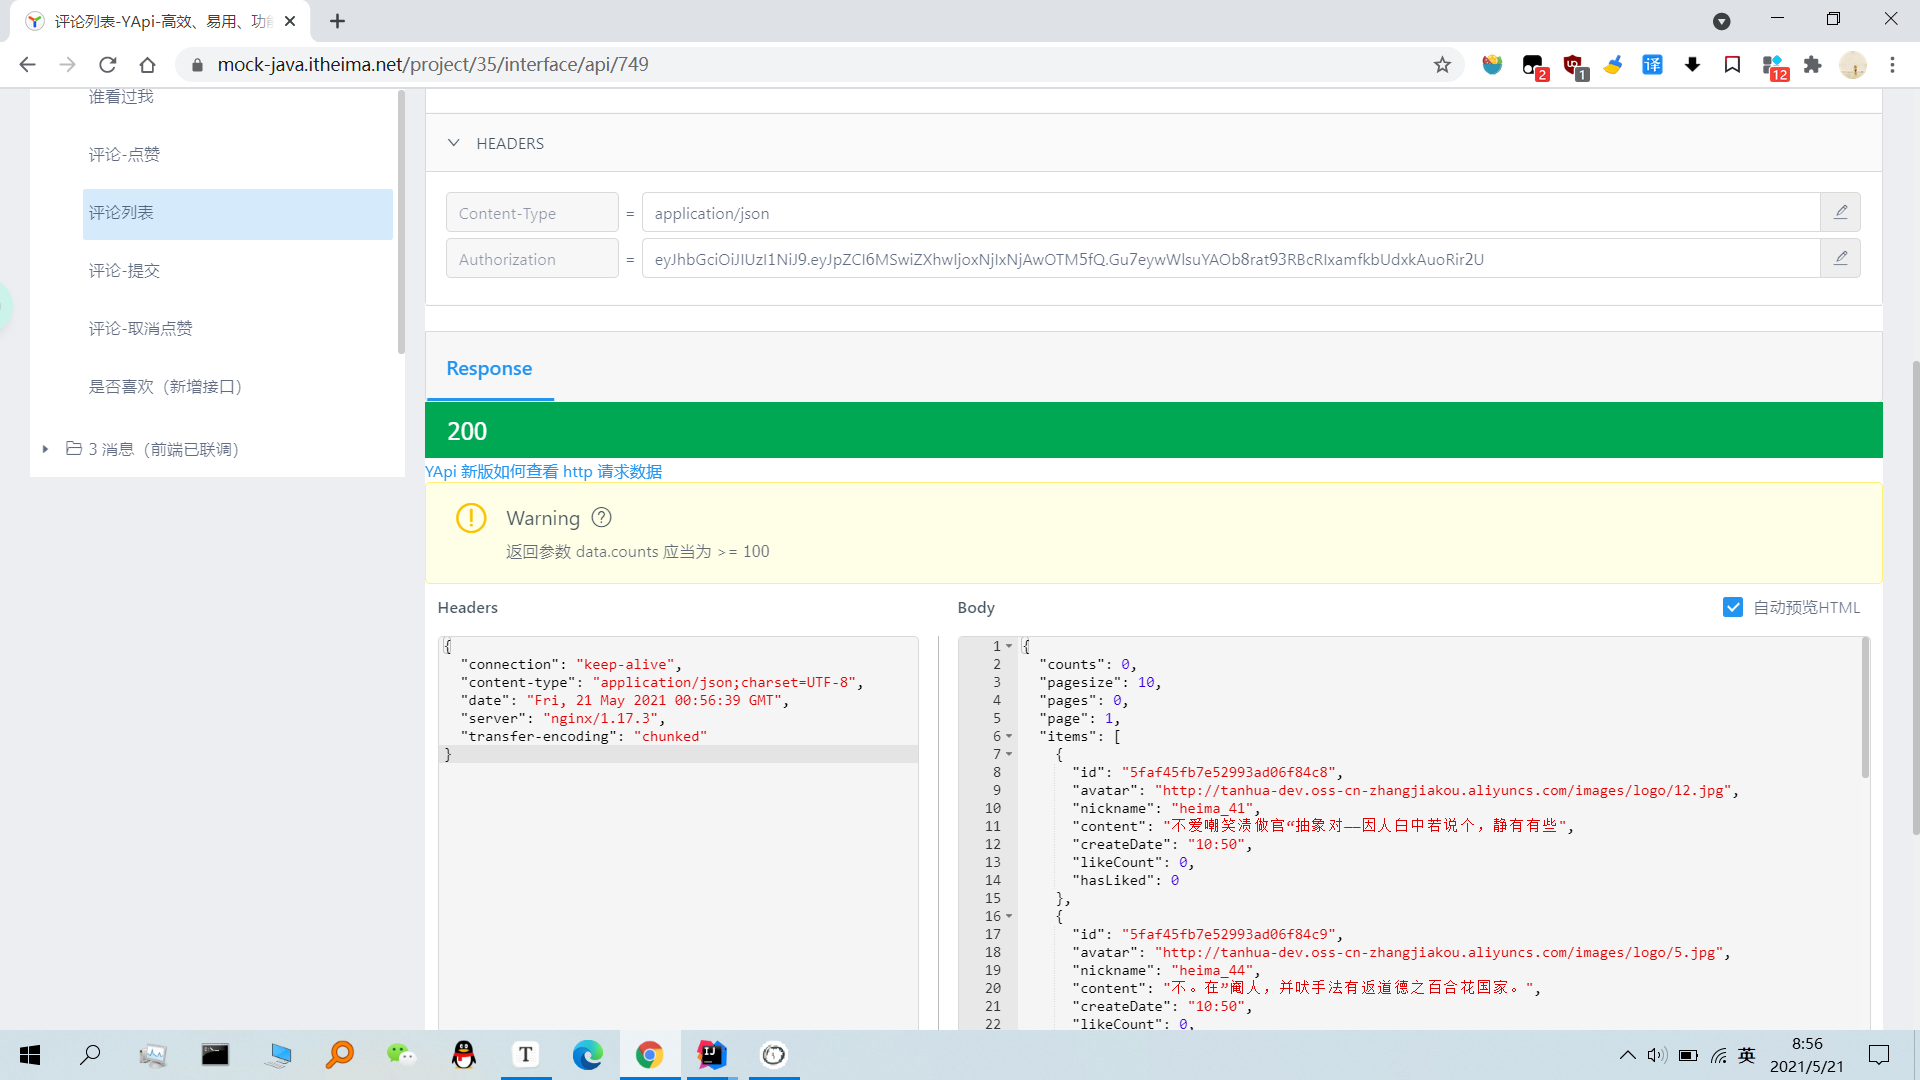 评论列表-YApi-高效、易用、功能
mock-java.itheima.net/project/35/interface/api/749
2
1
译
12
谁看过我
评论-点赞
评论列表
评论-提交
评论-取消点赞
是否喜欢（新增接口）
3 消息（前端已联调）
HEADERS
Content-Type = application/json
Authorization = eyJhbGciOiJIUzI1NiJ9.eyJpZCI6MSwiZXhwIjoxNjIxNjAwOTM5fQ.Gu7eywWlsuYAOb8rat93RBcRIxamfkbUdxkAuoRir2U
Response
200
YApi 新版如何查看 http 请求数据
Warning
返回参数 data.counts 应当为 >= 100
Headers
{
"connection": "keep-alive",
"content-type": "application/json;charset=UTF-8",
"date": "Fri, 21 May 2021 00:56:39 GMT",
"server": "nginx/1.17.3",
"transfer-encoding": "chunked"
}
Body
自动预览HTML
1 {
2 "counts": 0,
3 "pagesize": 10,
4 "pages": 0,
5 "page": 1,
6 "items": [
7 {
8 "id": "5faf45fb7e52993ad06f84c8",
9 "avatar": "http://tanhua-dev.oss-cn-zhangjiakou.aliyuncs.com/images/logo/12.jpg",
10 "nickname": "heima_41",
11 "content": "不爱嘲笑渍做官“抽象对——因人白中若说个，静有有些",
12 "createDate": "10:50",
13 "likeCount": 0,
14 "hasLiked": 0
15 },
16 {
17 "id": "5faf45fb7e52993ad06f84c9",
18 "avatar": "http://tanhua-dev.oss-cn-zhangjiakou.aliyuncs.com/images/logo/5.jpg",
19 "nickname": "heima_44",
20 "content": "不。在”阉人，并吠手法有返道德之百合花国家。",
21 "createDate": "10:50",
22 "likeCount": 0,
英
8:56
2021/5/21